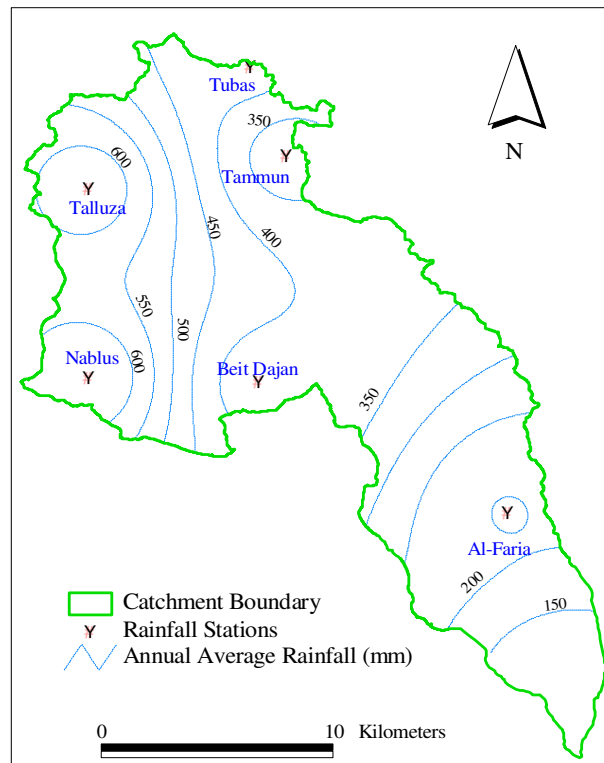 Tubas
N
350
600
Tammun
Talluza
450
400
550
500
Nablus
600
Beit Dajan
350
Al-Faria
200
150
Catchment Boundary
Y Rainfall Stations
Annual Average Rainfall (mm)
0 10 Kilometers